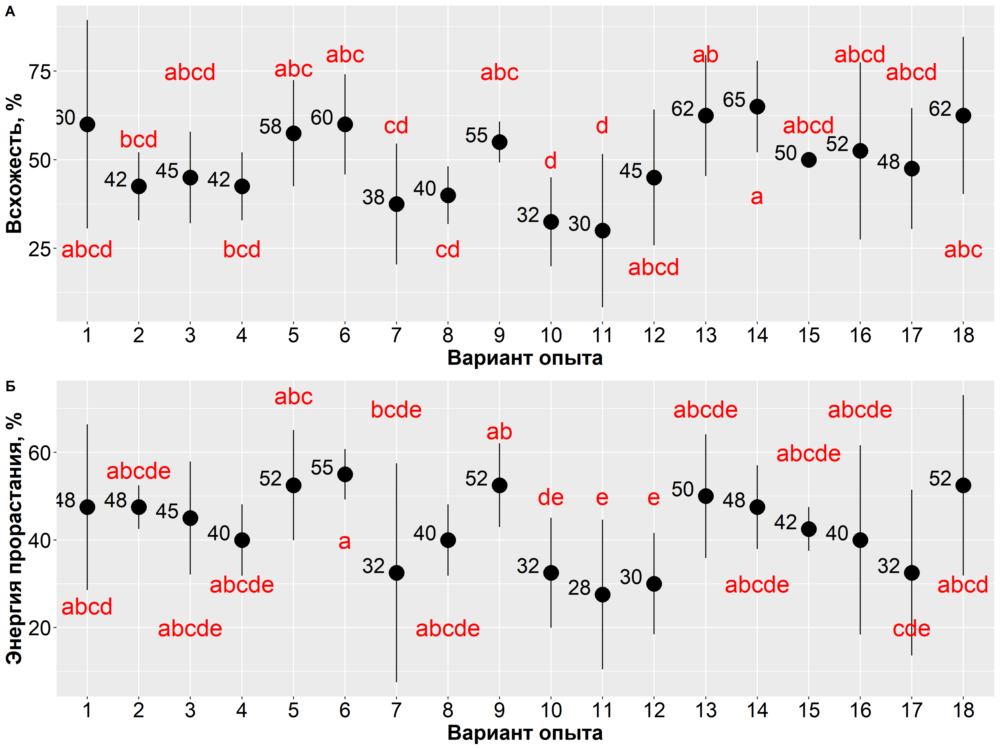 А
Всхожесть, %
75
50
25
60 42 45 42 58 60 38 40 55 32 30 45 62 65 50 52 48 62
abcd bcd abcd bcd abc abc cd cd abc d d abcd ab a abcd abcd abcd abc
1 2 3 4 5 6 7 8 9 10 11 12 13 14 15 16 17 18
Вариант опыта
Б
Энергия прорастания, %
60
40
20
48 48 45 40 52 55 32 40 52 32 28 30 50 48 42 40 32 52
abcd abcde abcde abcde abc a bcde abcde ab de e e abcde abcde abcde abcde cde abcd
1 2 3 4 5 6 7 8 9 10 11 12 13 14 15 16 17 18
Вариант опыта